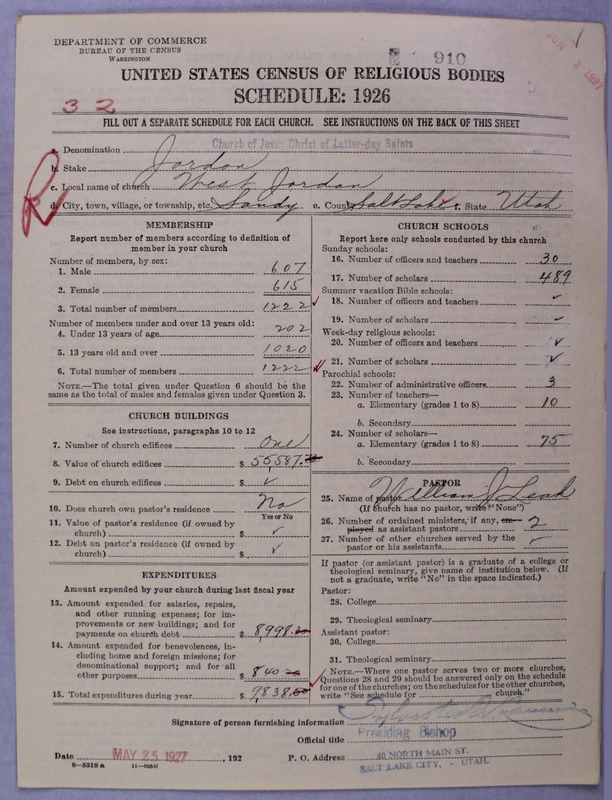 DEPARTMENT OF COMMERCE
BUREAU OF THE CENSUS
WASHINGTON
E 910
JUN 1 1927
UNITED STATES CENSUS OF RELIGIOUS BODIES
SCHEDULE: 1926
32
FILL OUT A SEPARATE SCHEDULE FOR EACH CHURCH. SEE INSTRUCTIONS ON THE BACK OF THIS SHEET
a. Denomination Church of Jesus Christ of Latter-day Saints
b. Stake Jordon
c. Local name of church West Jordon
R
d. City, town, village, or township, etc. Sandy e. County Salt Lake f. State Utah
MEMBERSHIP
Report number of members according to definition of member in your church
Number of members, by sex:
1. Male 607
2. Female 615
3. Total number of members 1222
Number of members under and over 13 years old:
4. Under 13 years of age 202
5. 13 years old and over 1020
6. Total number of members 1222
NOTE.—The total given under Question 6 should be the
same as the total of males and females given under Question 3.
CHURCH BUILDINGS
See instructions, paragraphs 10 to 12
7. Number of church edifices One
8. Value of church edifices $ 55,587.
9. Debt on church edifices $ ✓
10. Does church own pastor's residence? No
Yes or No
11. Value of pastor's residence (if owned by
church) $ ✓
12. Debt on pastor's residence (if owned by
church) $ ✓
EXPENDITURES
Amount expended by your church during last fiscal year
13. Amount expended for salaries, repairs,
and other running expenses; for im-
provements or new buildings; and for
payments on church debt $ 8,998.
14. Amount expended for benevolences, in-
cluding home and foreign missions; for
denominational support; and for all
other purposes $ 840
15. Total expenditures during year $ 9,838.
CHURCH SCHOOLS
Report here only schools conducted by this church
Sunday schools:
16. Number of officers and teachers 30
17. Number of scholars 489
Summer vacation Bible schools:
18. Number of officers and teachers ✓
19. Number of scholars ✓
Week-day religious schools:
20. Number of officers and teachers ✓
21. Number of scholars ✓
Parochial schools:
22. Number of administrative officers 3
23. Number of teachers—
a. Elementary (grades 1 to 8) 10
b. Secondary
24. Number of scholars—
a. Elementary (grades 1 to 8) 75
b. Secondary
PASTOR
25. Name of pastor William J. Leak
(If church has no pastor, write "None")
26. Number of ordained ministers, if any, em-
ployed as assistant pastors 2
27. Number of other churches served by the
pastor or his assistants ✓
If pastor (or assistant pastor) is a graduate of a college or
theological seminary, give name of institution below. (If
not a graduate, write "No" in the space indicated.)
Pastor:
28. College
29. Theological seminary
Assistant pastor:
30. College
31. Theological seminary
NOTE.—Where one pastor serves two or more churches,
Questions 28 and 29 should be answered only on the schedule
for one of the churches; on the schedules for the other churches,
write "See schedule for church."
Signature of person furnishing information
Official title Presiding Bishop
Date MAY 25 1927, 192 P. O. Address 40 NORTH MAIN ST.
SALT LAKE CITY, - UTAH.
8—5518 a 11—9541